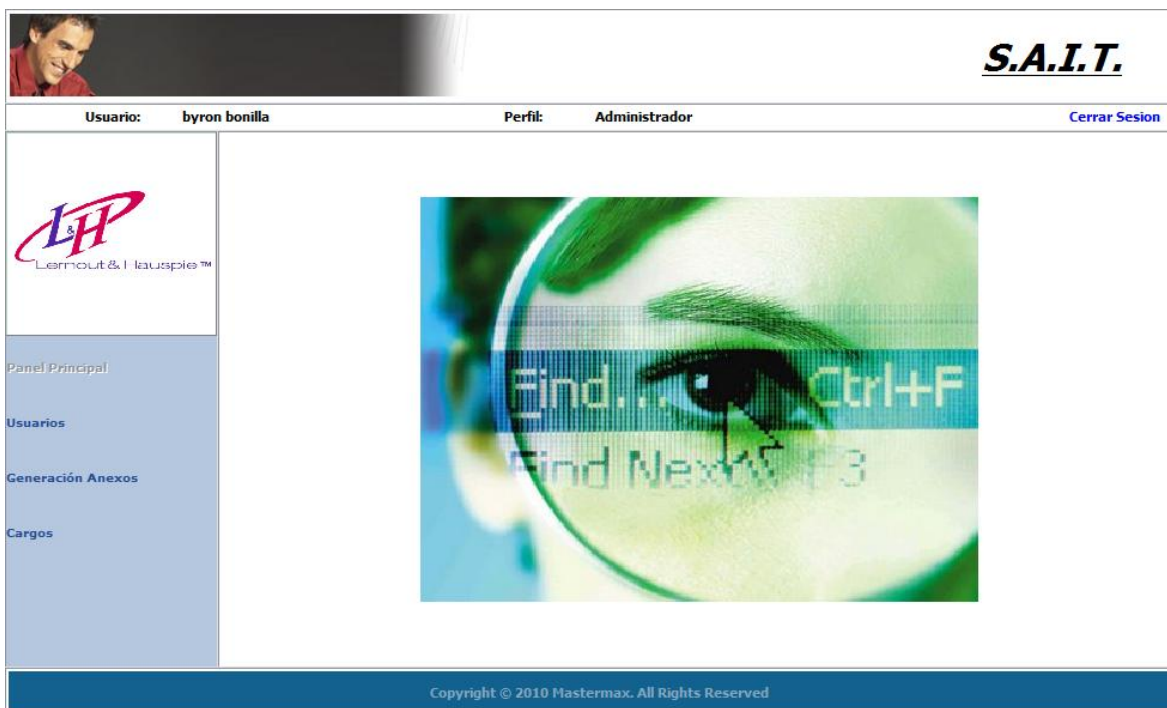 S.A.I.T.
Usuario: byron bonilla Perfil: Administrador Cerrar Sesion
L&H
Lernout & Hauspie™
Panel Principal
Usuarios
Generación Anexos
Cargos
Find... Ctrl+F
Find Next F3
Copyright © 2010 Mastermax. All Rights Reserved